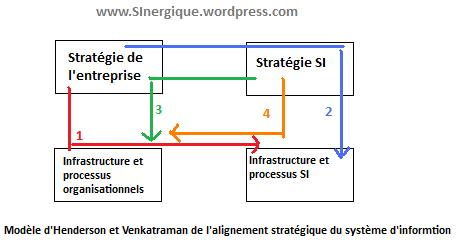 www.SInergique.wordpress.com
Stratégie de
l'entreprise
Stratégie SI
3
4
2
1
Infrastructure et
processus
organisationnels
Infrastructure et
processus SI
Modèle d'Henderson et Venkatraman de l'alignement stratégique du système d'informtion